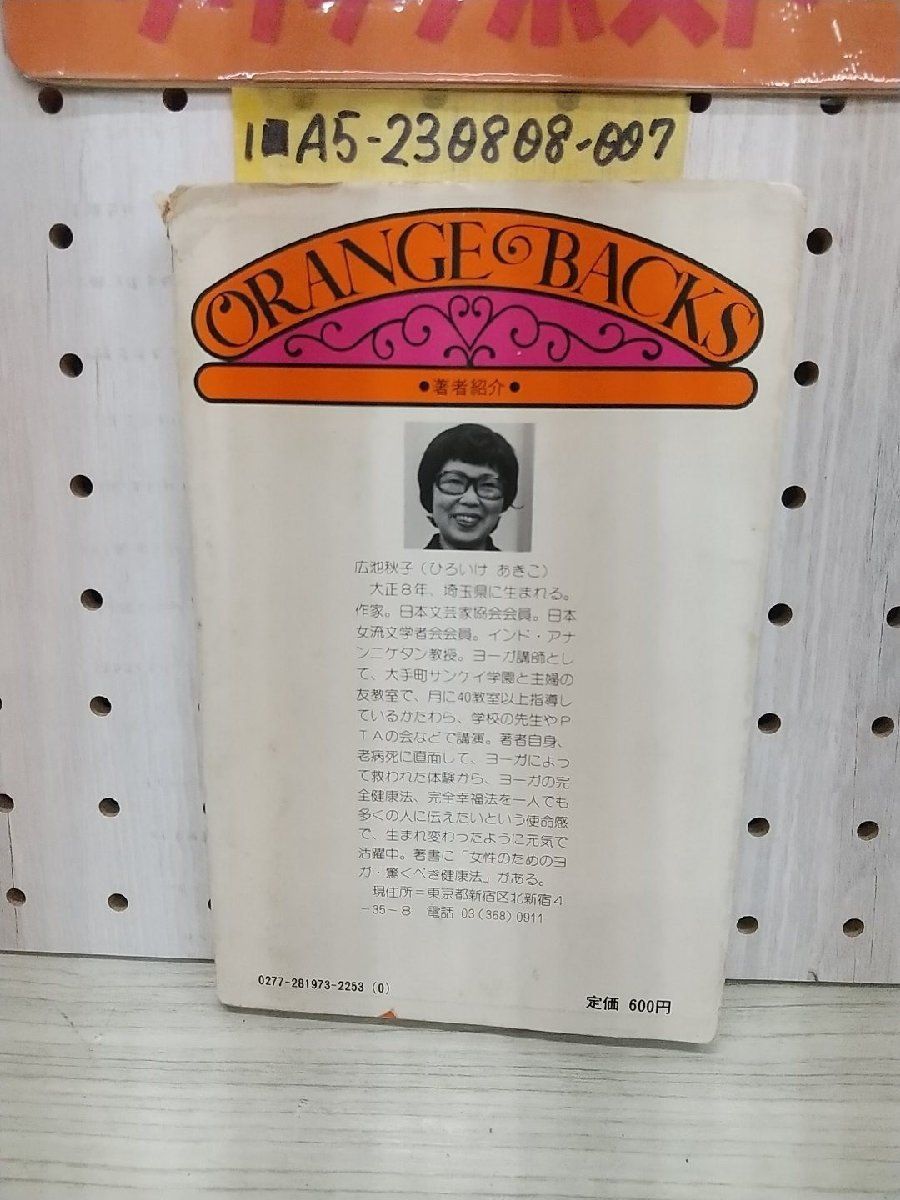 1■A5-230808-007
ORANGE BACKS
●著者紹介●
広池秋子(ひろいけ あきこ)
大正8年、埼玉県に生まれる。
作家。日本文芸家協会会員。日本
女流文学者会会員。インド・アナ
ンニケタン教授。ヨーガ講師とし
て、大手町サンケイ学園と主婦の
友教室で、月に40教室以上指導し
ているかたわら、学校の先生やP
TAの会などで講演。著者自身、
老病死に直面して、ヨーガによっ
て救われた体験から、ヨーガの完
全健康法、完全幸福法を一人でも
多くの人に伝えたいという使命感
で、生まれ変わったように元気で
活躍中。著書に「女性のためのヨ
ガ・驚くべき健康法」がある。
現住所=東京都新宿区北新宿4
-35-8 電話 03(368)0911
0277-281973-2253 (0)
定価 600円